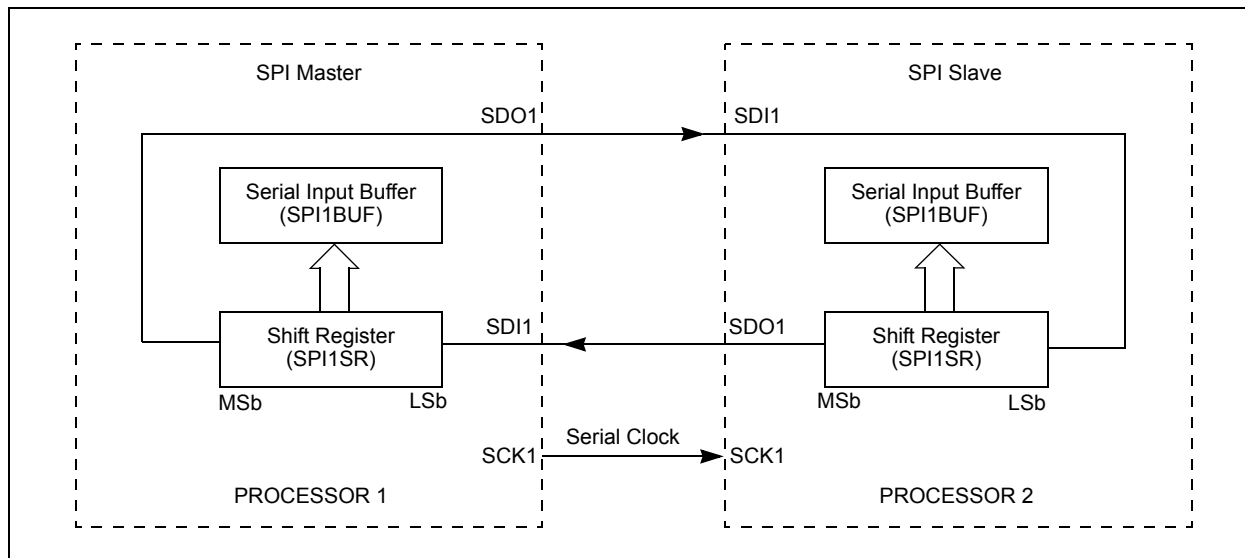 SPI Master
SPI Slave
SDO1
SDI1
Serial Input Buffer
(SPI1BUF)
Serial Input Buffer
(SPI1BUF)
Shift Register
(SPI1SR)
SDI1
SDO1
Shift Register
(SPI1SR)
MSb
LSb
MSb
LSb
Serial Clock
SCK1
SCK1
PROCESSOR 1
PROCESSOR 2